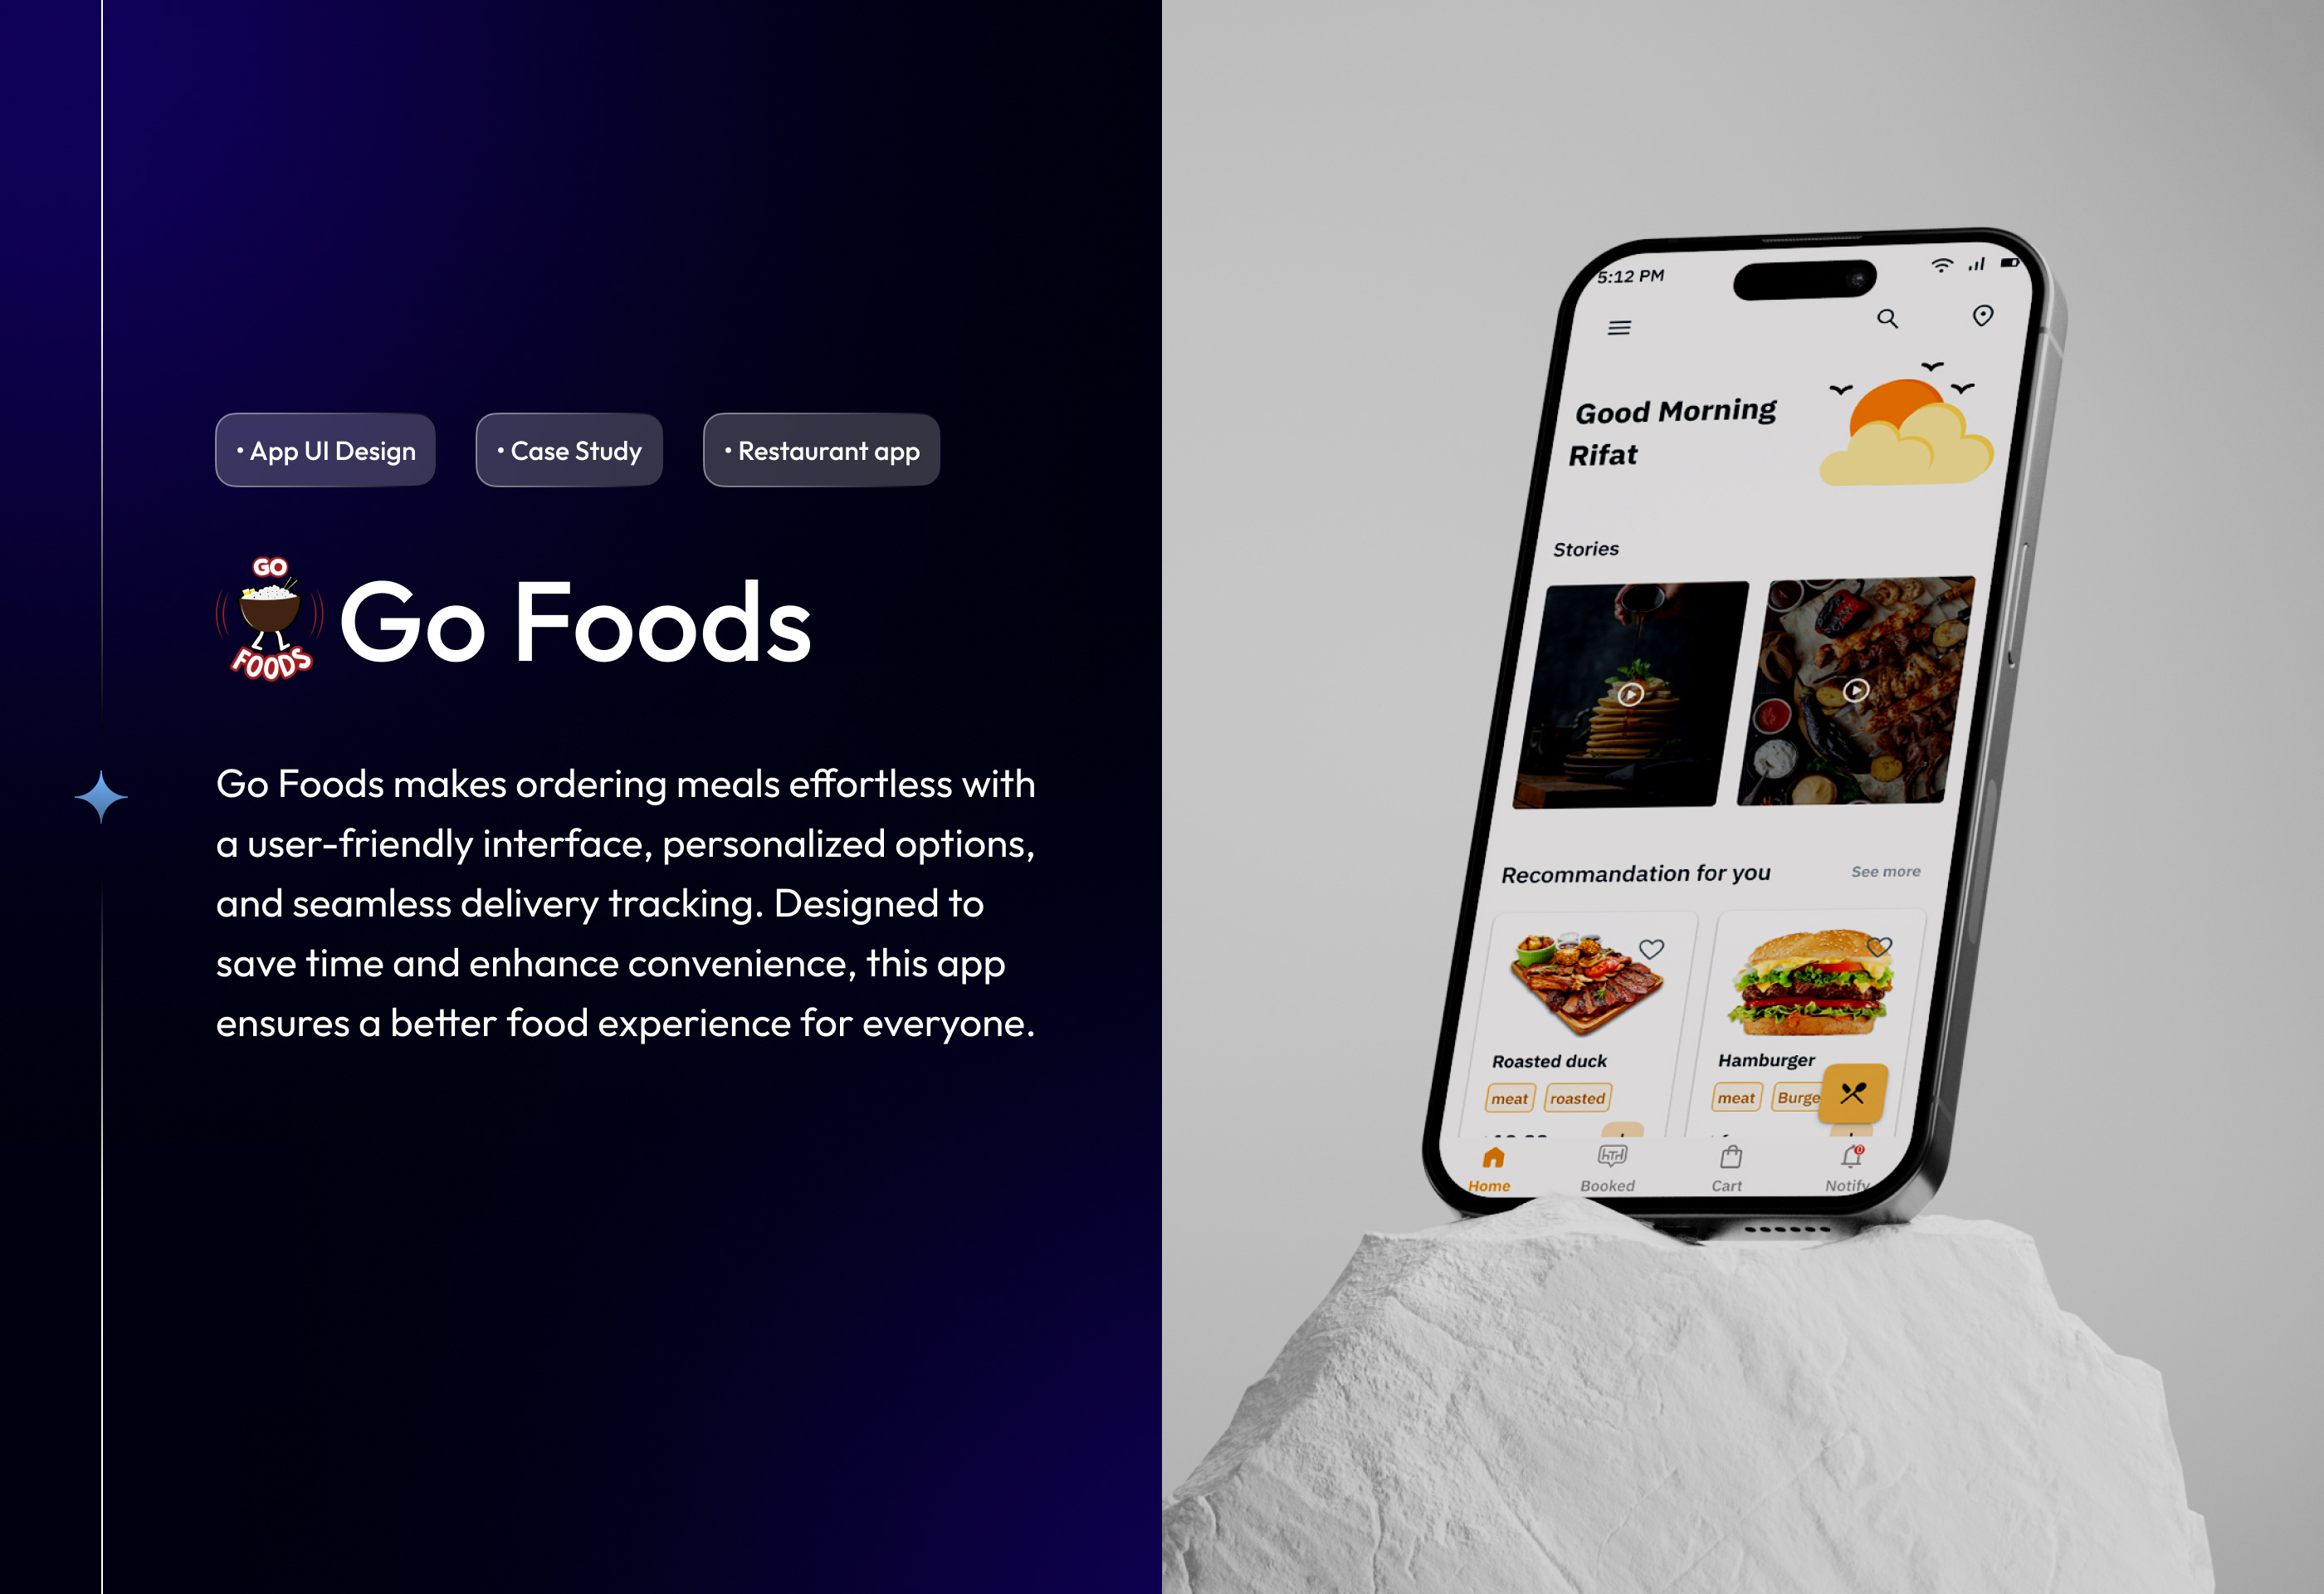 • App UI Design
• Case Study
• Restaurant app
GO
FOODS
Go Foods
Go Foods makes ordering meals effortless with
a user-friendly interface, personalized options,
and seamless delivery tracking. Designed to
save time and enhance convenience, this app
ensures a better food experience for everyone.
5:12 PM
Good Morning
Rifat
Stories
Recommandation for you
See more
Roasted duck
Hamburger
meat
roasted
meat
Burge
0
Home
Booked
Cart
Notify